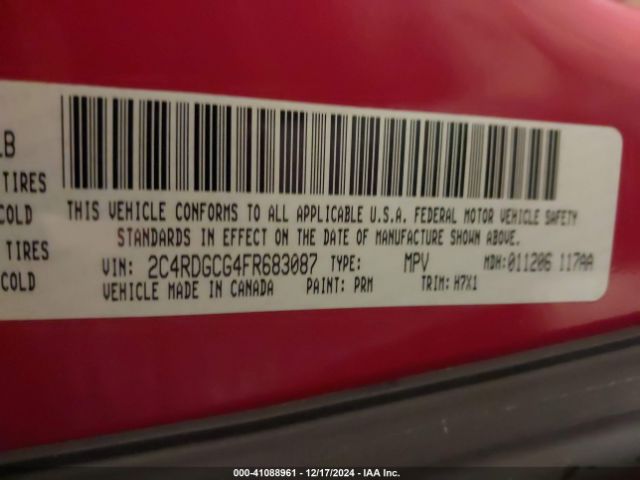 LB
TIRES
COLD
TIRES
COLD
THIS VEHICLE CONFORMS TO ALL APPLICABLE U.S.A. FEDERAL MOTOR VEHICLE SAFETY
STANDARDS IN EFFECT ON THE DATE OF MANUFACTURE SHOWN ABOVE.
VIN: 2C4RDGCG4FR683087 TYPE: MPV MDH:011206 117AA
VEHICLE MADE IN CANADA PAINT: PRM TRIM: H7X1
000-41088961 - 12/17/2024 - IAA Inc.